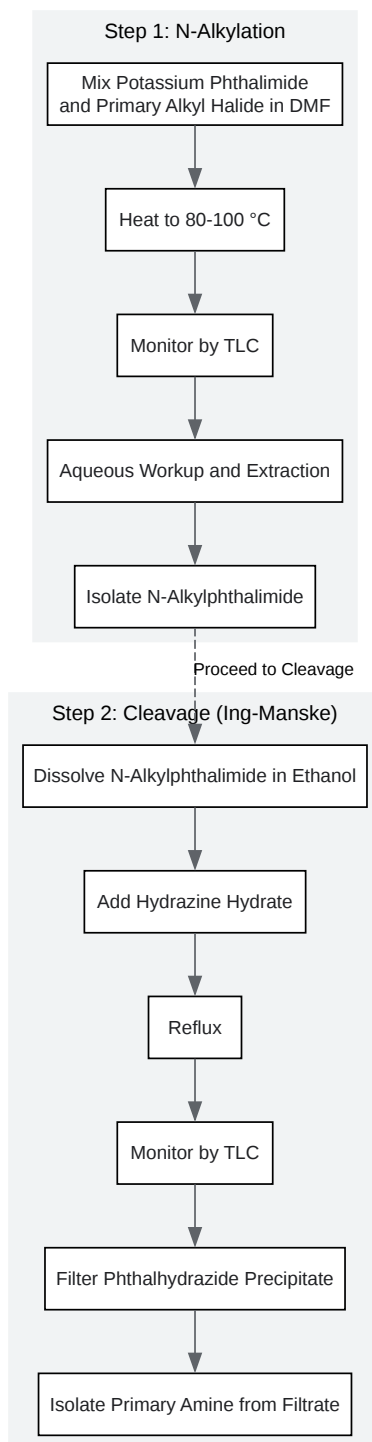 Step 1: N-Alkylation
Mix Potassium Phthalimide
and Primary Alkyl Halide in DMF
Heat to 80-100 °C
Monitor by TLC
Aqueous Workup and Extraction
Isolate N-Alkylphthalimide
Proceed to Cleavage
Step 2: Cleavage (Ing-Manske)
Dissolve N-Alkylphthalimide in Ethanol
Add Hydrazine Hydrate
Reflux
Monitor by TLC
Filter Phthalhydrazide Precipitate
Isolate Primary Amine from Filtrate